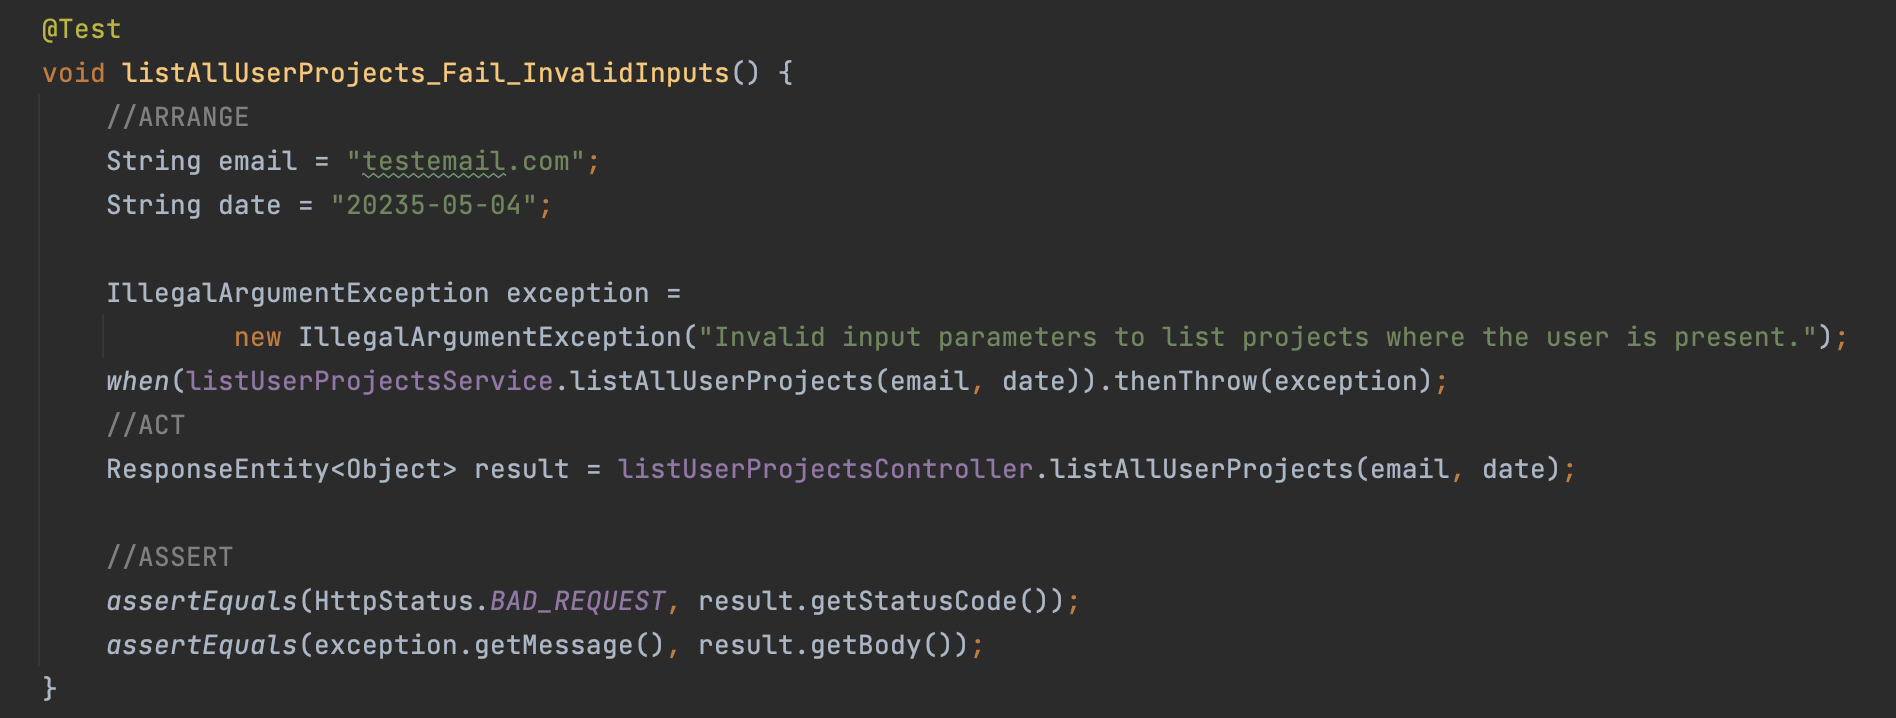 @Test
void listAllUserProjects_Fail_InvalidInputs() {
    //ARRANGE
    String email = "testemail.com";
    String date = "20235-05-04";

    IllegalArgumentException exception =
            new IllegalArgumentException("Invalid input parameters to list projects where the user is present.");
    when(listUserProjectsService.listAllUserProjects(email, date)).thenThrow(exception);
    //ACT
    ResponseEntity<Object> result = listUserProjectsController.listAllUserProjects(email, date);

    //ASSERT
    assertEquals(HttpStatus.BAD_REQUEST, result.getStatusCode());
    assertEquals(exception.getMessage(), result.getBody());
}